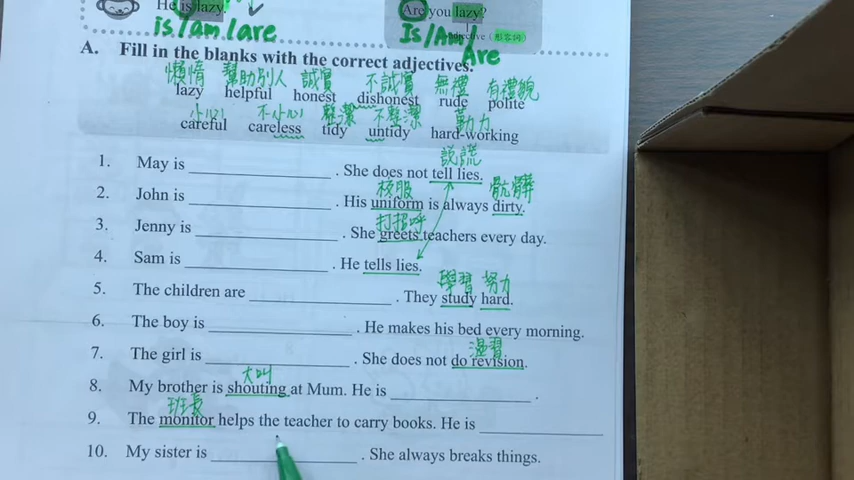 He is lazy.
Are you lazy?
is/am/are
Is/Am/
Are
adjective (形容詞)
A. Fill in the blanks with the correct adjectives.
懶惰 幫助別人 誠實 不誠實 無禮 有禮貌
lazy helpful honest dishonest rude polite
小心 不小心 整潔 不整潔 勤力
careful careless tidy untidy hard-working
說謊
1. May is ____________. She does not tell lies.
校服 骯髒
2. John is ____________. His uniform is always dirty.
打招呼
3. Jenny is ____________. She greets teachers every day.
4. Sam is ____________. He tells lies.
學習 努力
5. The children are ____________. They study hard.
6. The boy is ____________. He makes his bed every morning.
溫習
7. The girl is ____________. She does not do revision.
大叫
8. My brother is shouting at Mum. He is ____________.
班長
9. The monitor helps the teacher to carry books. He is ____________
10. My sister is ____________. She always breaks things.